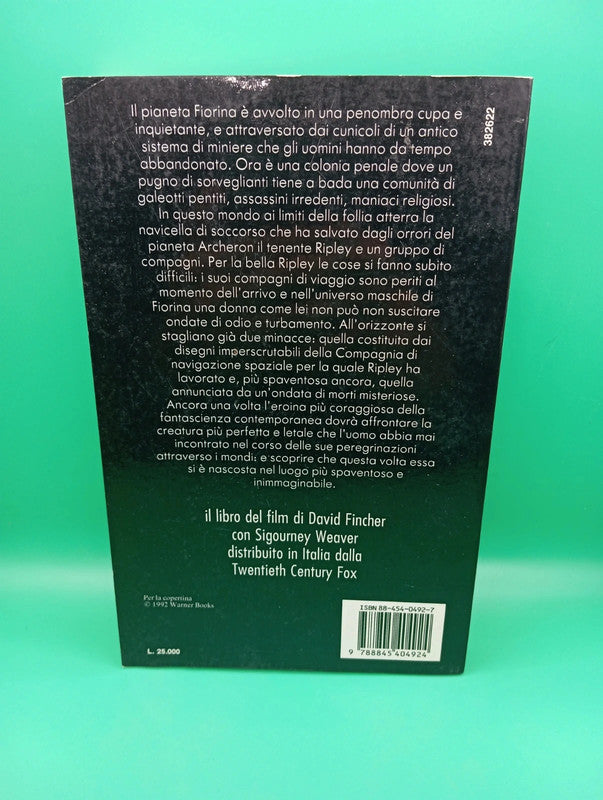 382622
Il pianeta Fiorina è avvolto in una penombra cupa e
inquietante, e attraversato dai cunicoli di un antico
sistema di miniere che gli uomini hanno da tempo
abbandonato. Ora è una colonia penale dove un
pugno di sorveglianti tiene a bada una comunità di
galeotti pentiti, assassini irredenti, maniaci religiosi.
In questo mondo ai limiti della follia atterra la
navicella di soccorso che ha salvato dagli orrori del
pianeta Archeron il tenente Ripley e un gruppo di
compagni. Per la bella Ripley le cose si fanno subito
difficili: i suoi compagni di viaggio sono periti al
momento dell'arrivo e nell'universo maschile di
Fiorina una donna come lei non può non suscitare
ondate di odio e turbamento. All'orizzonte si
stagliano già due minacce: quella costituita dai
disegni imperscrutabili della Compagnia di
navigazione spaziale per la quale Ripley ha
lavorato e, più spaventosa ancora, quella
annunciata da un'ondata di morti misteriose.
Ancora una volta l'eroina più coraggiosa della
fantascienza contemporanea dovrà affrontare la
creatura più perfetta e letale che l'uomo abbia mai
incontrato nel corso delle sue peregrinazioni
attraverso i mondi: e scoprire che questa volta essa
si è nascosta nel luogo più spaventoso e
inimmaginabile.
il libro del film di David Fincher
con Sigourney Weaver
distribuito in Italia dalla
Twentieth Century Fox
Per la copertina
© 1992 Warner Books
L. 25.000
ISBN 88-454-0492-7
9 788845 404924